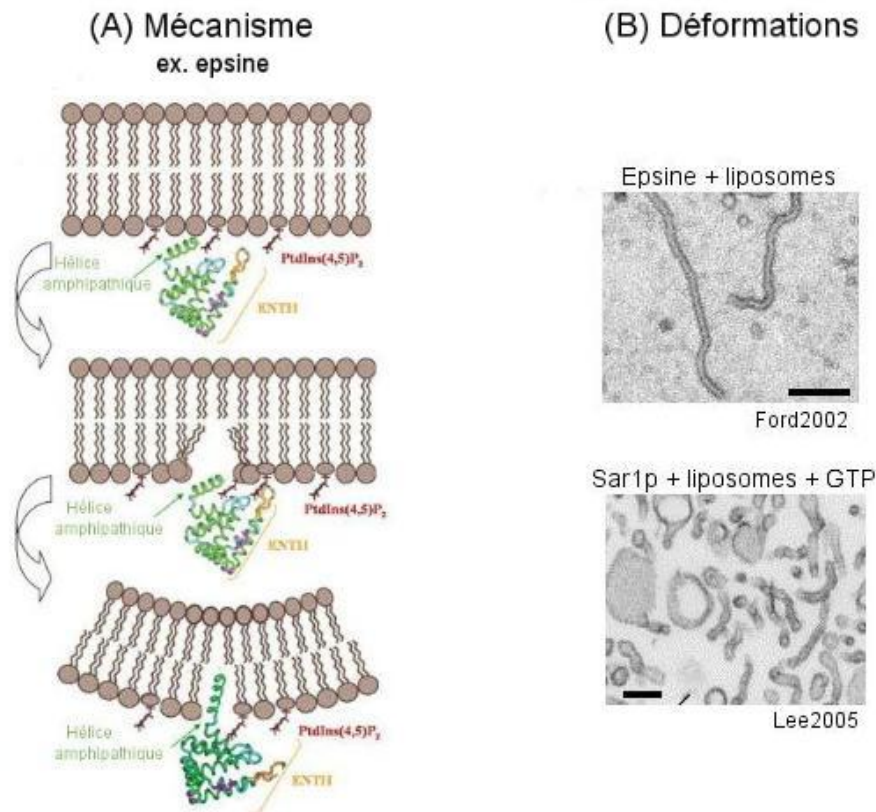 (A) Mécanisme
ex. epsine
Hélice
amphipathique
PtdIns(4,5)P2
ENTH
Hélice
amphipathique
PtdIns(4,5)P2
ENTH
Hélice
amphipathique
PtdIns(4,5)P2
ENTH
(B) Déformations
Epsine + liposomes
Ford2002
Sar1p + liposomes + GTP
Lee2005